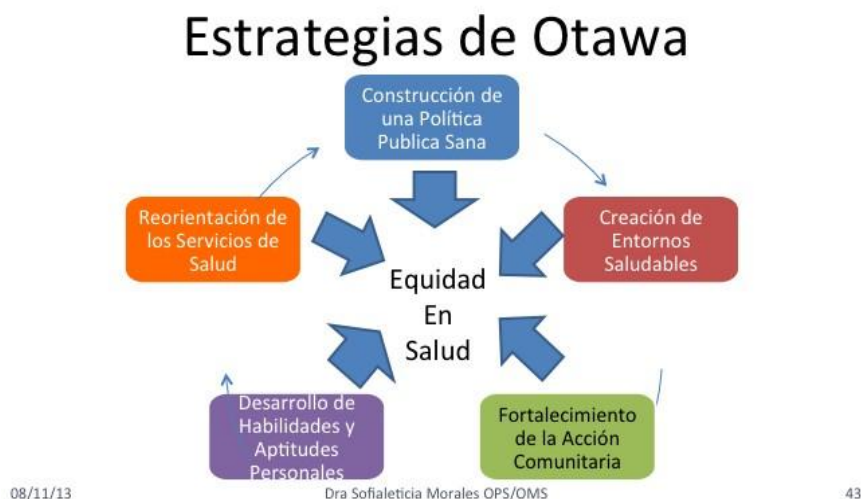 Estrategias de Otawa
Construcción de
una Política
Publica Sana
Reorientación de
los Servicios de
Salud
Creación de
Entornos
Saludables
Equidad
En
Salud
Desarrollo de
Habilidades y
Aptitudes
Personales
Fortalecimiento
de la Acción
Comunitaria
08/11/13
Dra Sofialeticia Morales OPS/OMS
43